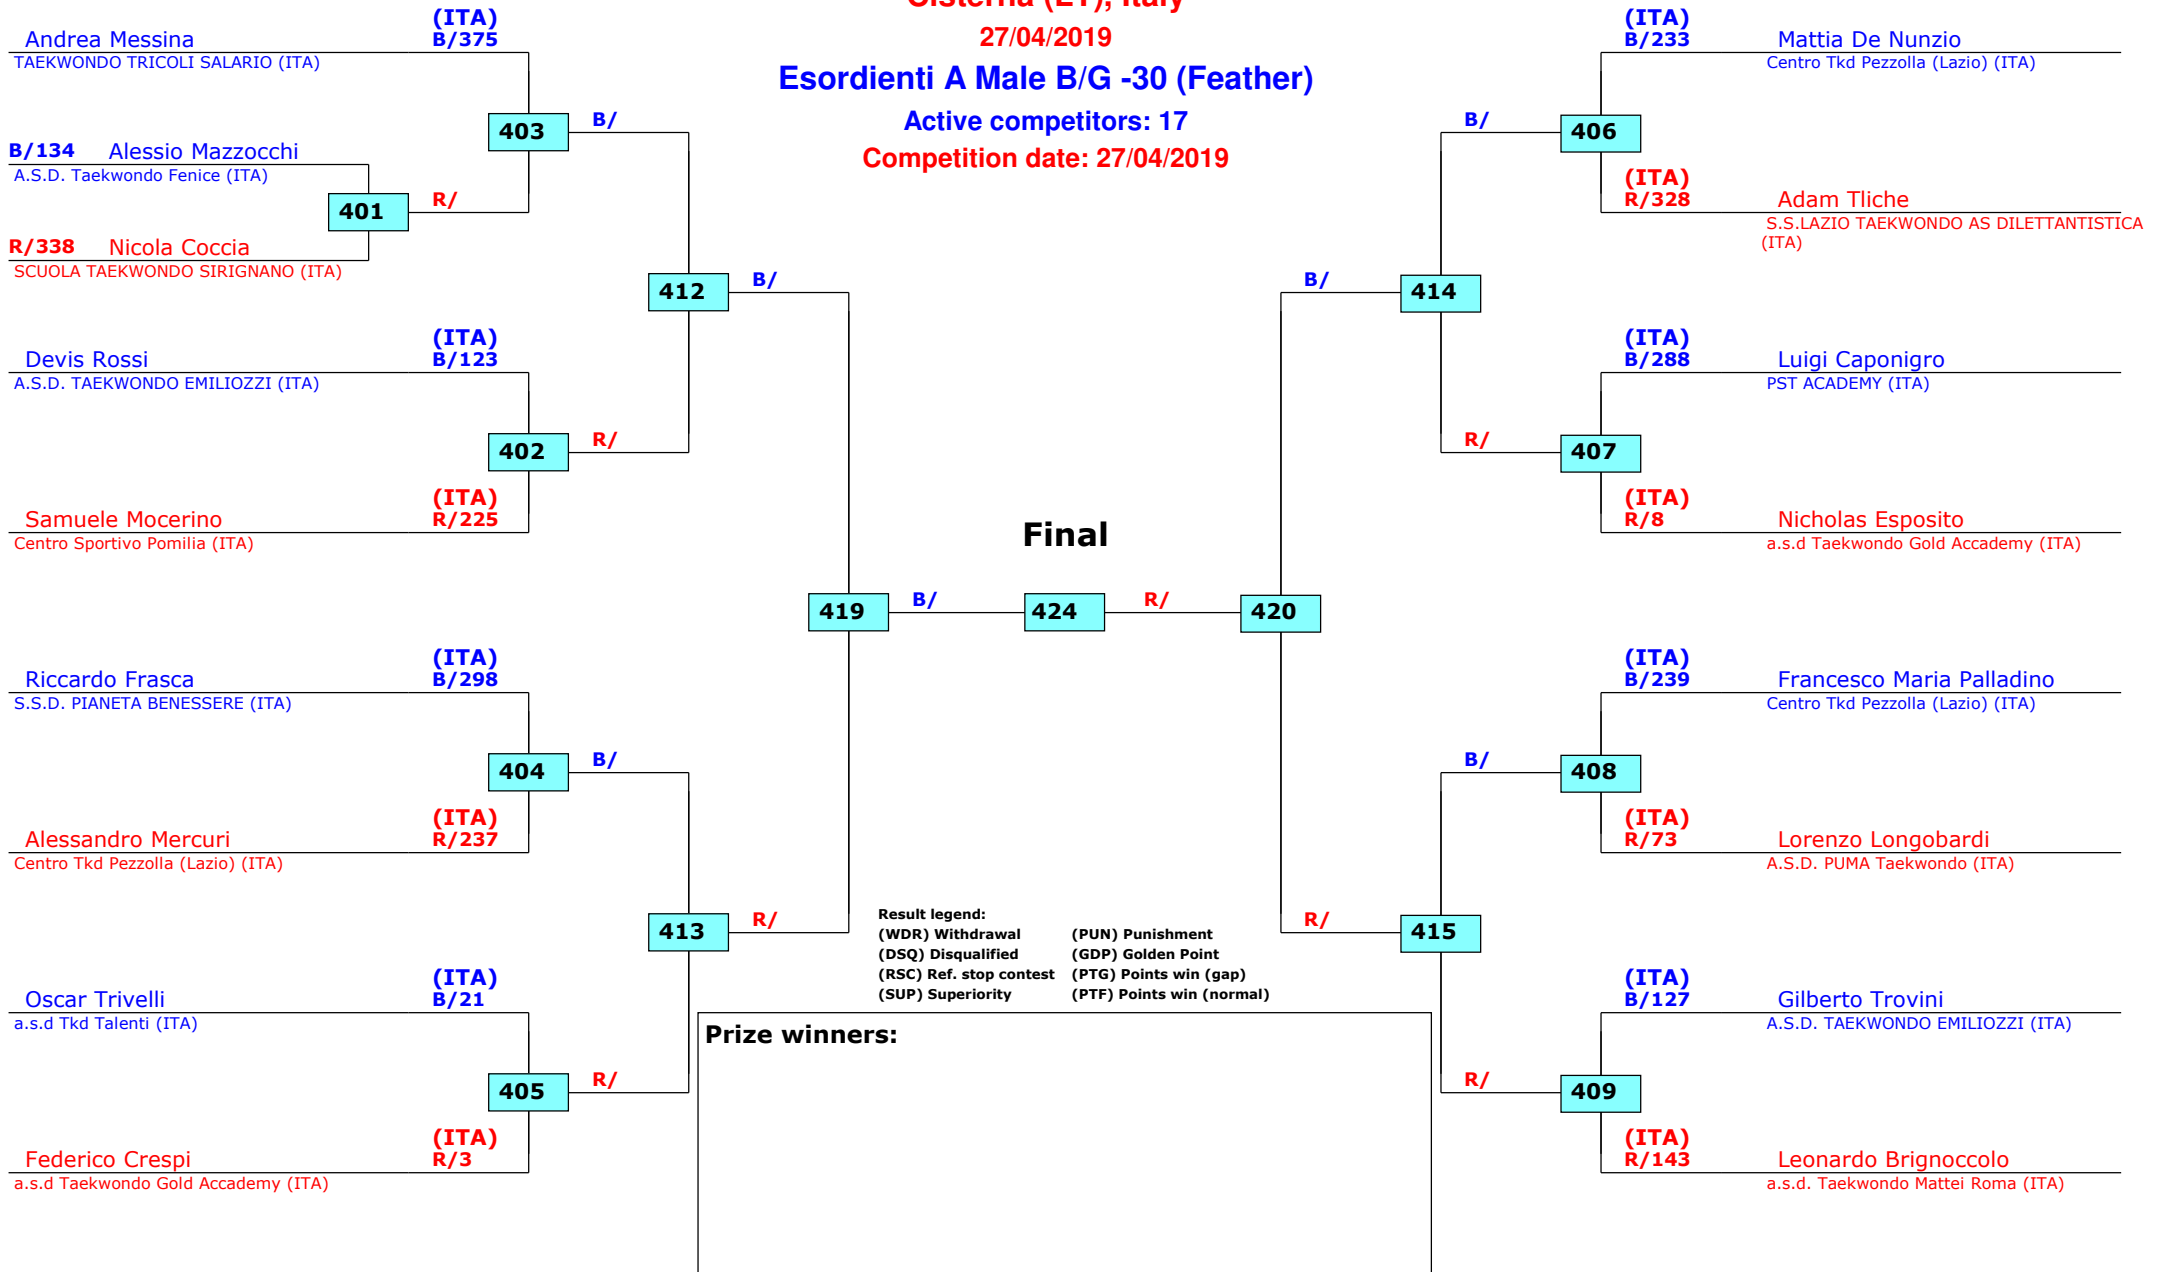 Cisterna (LT), Italy
27/04/2019
Esordienti A Male B/G -30 (Feather)
Active competitors: 17
Competition date: 27/04/2019
(ITA)
Andrea Messina B/375
TAEKWONDO TRICOLI SALARIO (ITA)
403 B/
B/134 Alessio Mazzocchi
A.S.D. Taekwondo Fenice (ITA)
401 R/
R/338 Nicola Coccia
SCUOLA TAEKWONDO SIRIGNANO (ITA)
412 B/
(ITA)
Devis Rossi B/123
A.S.D. TAEKWONDO EMILIOZZI (ITA)
402 R/
(ITA)
Samuele Mocerino R/225
Centro Sportivo Pomilia (ITA)
Final
419 B/ 424 R/ 420
(ITA)
Riccardo Frasca B/298
S.S.D. PIANETA BENESSERE (ITA)
404 B/
(ITA)
Alessandro Mercuri R/237
Centro Tkd Pezzolla (Lazio) (ITA)
413 R/
(ITA)
Oscar Trivelli B/21
a.s.d Tkd Talenti (ITA)
405 R/
(ITA)
Federico Crespi R/3
a.s.d Taekwondo Gold Accademy (ITA)
(ITA)
B/233 Mattia De Nunzio
Centro Tkd Pezzolla (Lazio) (ITA)
B/ 406
(ITA)
R/328 Adam Tliche
S.S.LAZIO TAEKWONDO AS DILETTANTISTICA
(ITA)
B/ 414
(ITA)
B/288 Luigi Caponigro
PST ACADEMY (ITA)
R/ 407
(ITA)
R/8 Nicholas Esposito
a.s.d Taekwondo Gold Accademy (ITA)
(ITA)
B/239 Francesco Maria Palladino
Centro Tkd Pezzolla (Lazio) (ITA)
B/ 408
(ITA)
R/73 Lorenzo Longobardi
A.S.D. PUMA Taekwondo (ITA)
R/ 415
(ITA)
B/127 Gilberto Trovini
A.S.D. TAEKWONDO EMILIOZZI (ITA)
R/ 409
(ITA)
R/143 Leonardo Brignoccolo
a.s.d. Taekwondo Mattei Roma (ITA)
Result legend:
(WDR) Withdrawal (PUN) Punishment
(DSQ) Disqualified (GDP) Golden Point
(RSC) Ref. stop contest (PTG) Points win (gap)
(SUP) Superiority (PTF) Points win (normal)
Prize winners: